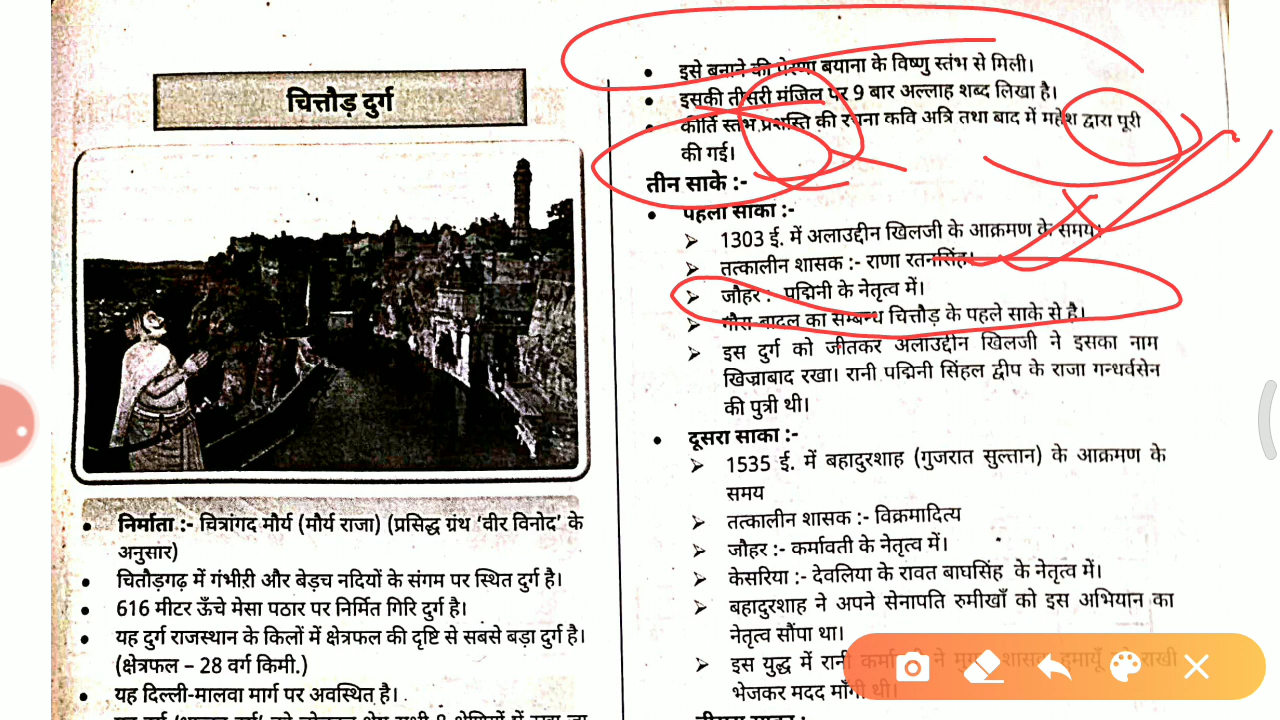 चित्तौड़ दुर्ग
निर्माता :- चित्रांगद मौर्य (मौर्य राजा) (प्रसिद्ध ग्रंथ 'वीर विनोद' के
अनुसार)
चितौड़गढ़ में गंभीरी और बेड़च नदियों के संगम पर स्थित दुर्ग है।
616 मीटर ऊँचे मेसा पठार पर निर्मित गिरि दुर्ग है।
यह दुर्ग राजस्थान के किलों में क्षेत्रफल की दृष्टि से सबसे बड़ा दुर्ग है।
(क्षेत्रफल – 28 वर्ग किमी.)
यह दिल्ली-मालवा मार्ग पर अवस्थित है।
इसे बनाने की प्रेरणा बयाना के विष्णु स्तंभ से मिली।
इसकी तीसरी मंजिल पर 9 बार अल्लाह शब्द लिखा है।
कीर्ति स्तंभ प्रशस्ति की रचना कवि अत्रि तथा बाद में महेश द्वारा पूरी
की गई।
तीन साके :-
पहला साका :-
1303 ई. में अलाउद्दीन खिलजी के आक्रमण के समय।
तत्कालीन शासक :- राणा रतनसिंह।
जौहर :- पद्मिनी के नेतृत्व में।
गौरा बादल का सम्बन्ध चित्तौड़ के पहले साके से है।
इस दुर्ग को जीतकर अलाउद्दीन खिलजी ने इसका नाम
खिज्राबाद रखा। रानी पद्मिनी सिंहल द्वीप के राजा गन्धर्वसेन
की पुत्री थी।
दूसरा साका :-
1535 ई. में बहादुरशाह (गुजरात सुल्तान) के आक्रमण के
समय
तत्कालीन शासक :- विक्रमादित्य
जौहर :- कर्मावती के नेतृत्व में।
केसरिया :- देवलिया के रावत बाघसिंह के नेतृत्व में।
बहादुरशाह ने अपने सेनापति रुमीखाँ को इस अभियान का
नेतृत्व सौंपा था।
इस युद्ध में रानी कर्मावती ने मुगल शासक हुमायूँ को राखी
भेजकर मदद माँगी थी।